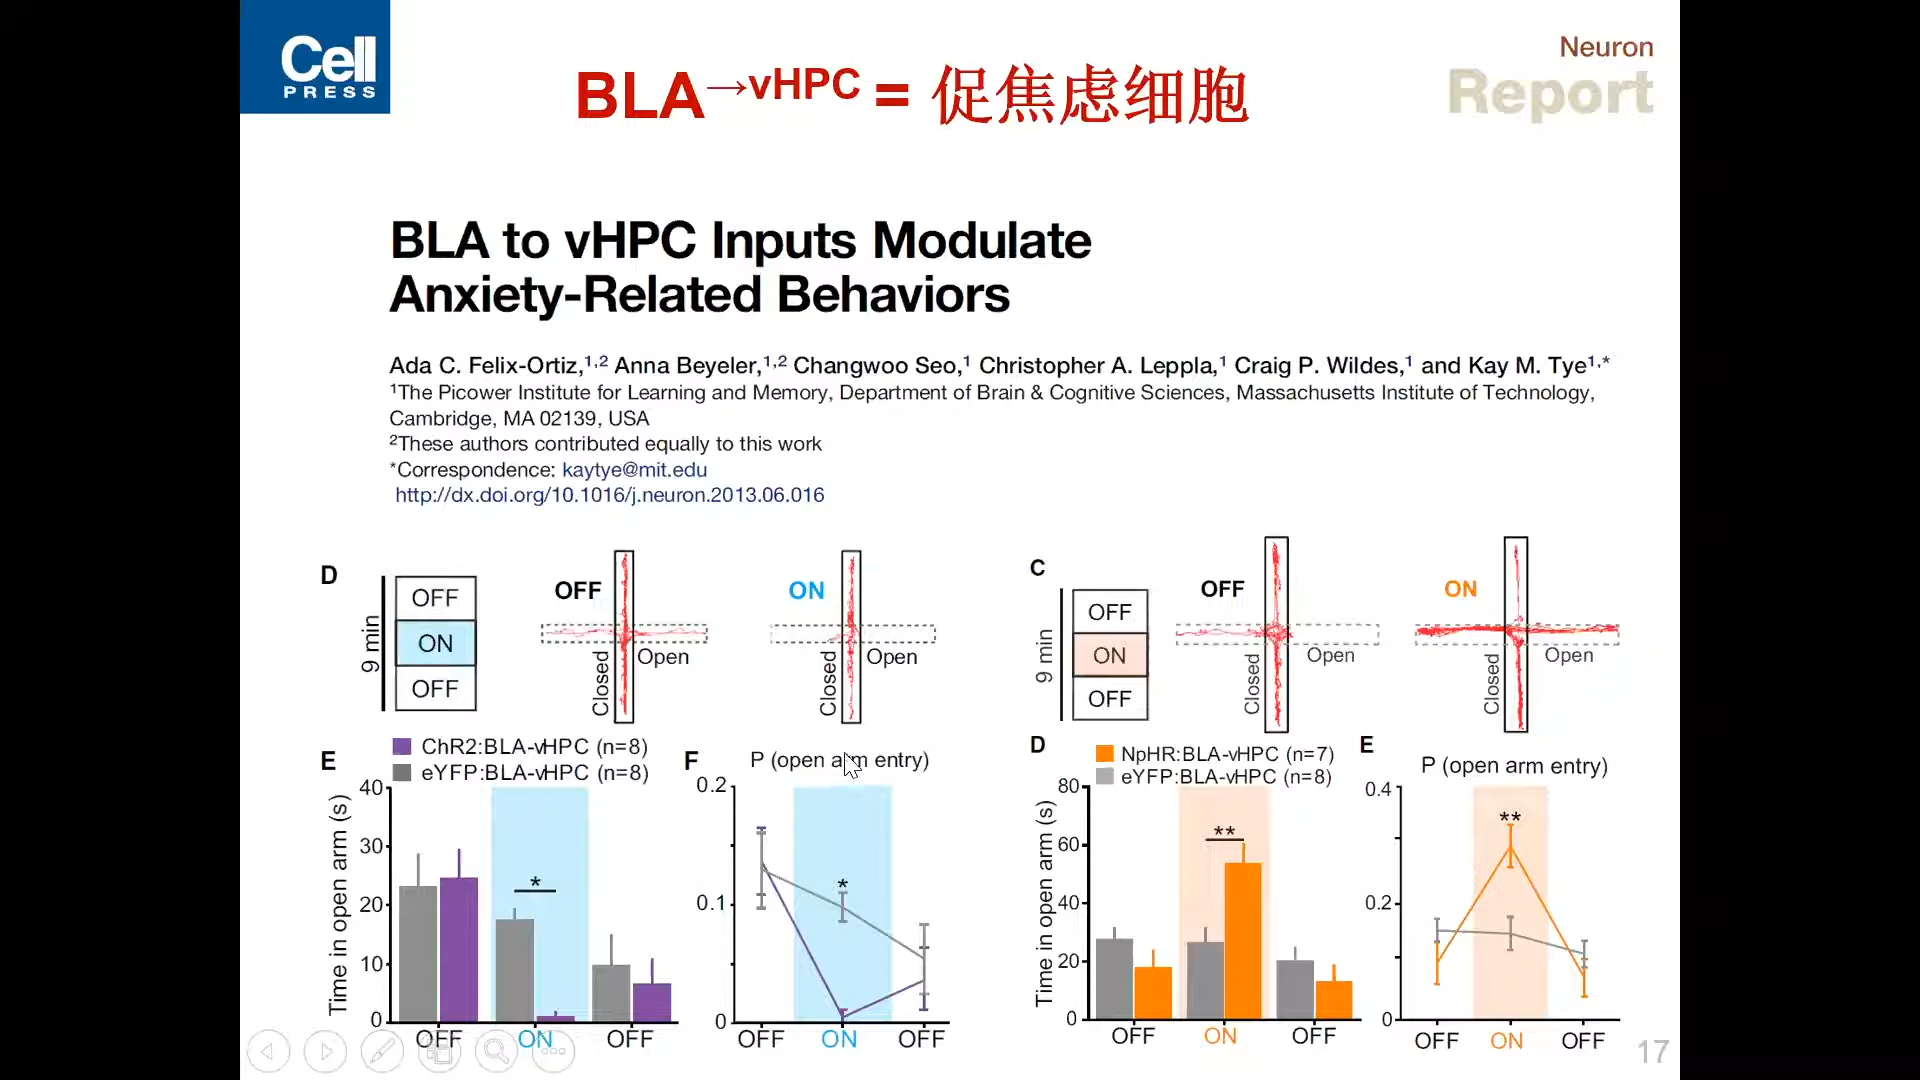 Cell
PRESS
BLA→vHPC = 促焦虑细胞
Neuron
Report
BLA to vHPC Inputs Modulate
Anxiety-Related Behaviors
Ada C. Felix-Ortiz,1,2 Anna Beyeler,1,2 Changwoo Seo,1 Christopher A. Leppla,1 Craig P. Wildes,1 and Kay M. Tye1,*
1The Picower Institute for Learning and Memory, Department of Brain & Cognitive Sciences, Massachusetts Institute of Technology,
Cambridge, MA 02139, USA
2These authors contributed equally to this work
*Correspondence: kaytye@mit.edu
http://dx.doi.org/10.1016/j.neuron.2013.06.016
D
9 min
OFF
ON
OFF
OFF
Closed
Open
ON
Closed
Open
E
ChR2:BLA-vHPC (n=8)
eYFP:BLA-vHPC (n=8)
Time in open arm (s)
40
30
20
10
0
*
OFF
ON
OFF
F
P (open arm entry)
0.2
0.1
0
*
OFF
ON
OFF
C
9 min
OFF
ON
OFF
OFF
Closed
Open
ON
Closed
Open
D
NpHR:BLA-vHPC (n=7)
eYFP:BLA-vHPC (n=8)
Time in open arm (s)
80
60
40
20
0
**
OFF
ON
OFF
E
P (open arm entry)
0.4
0.2
0
**
OFF
ON
OFF
17